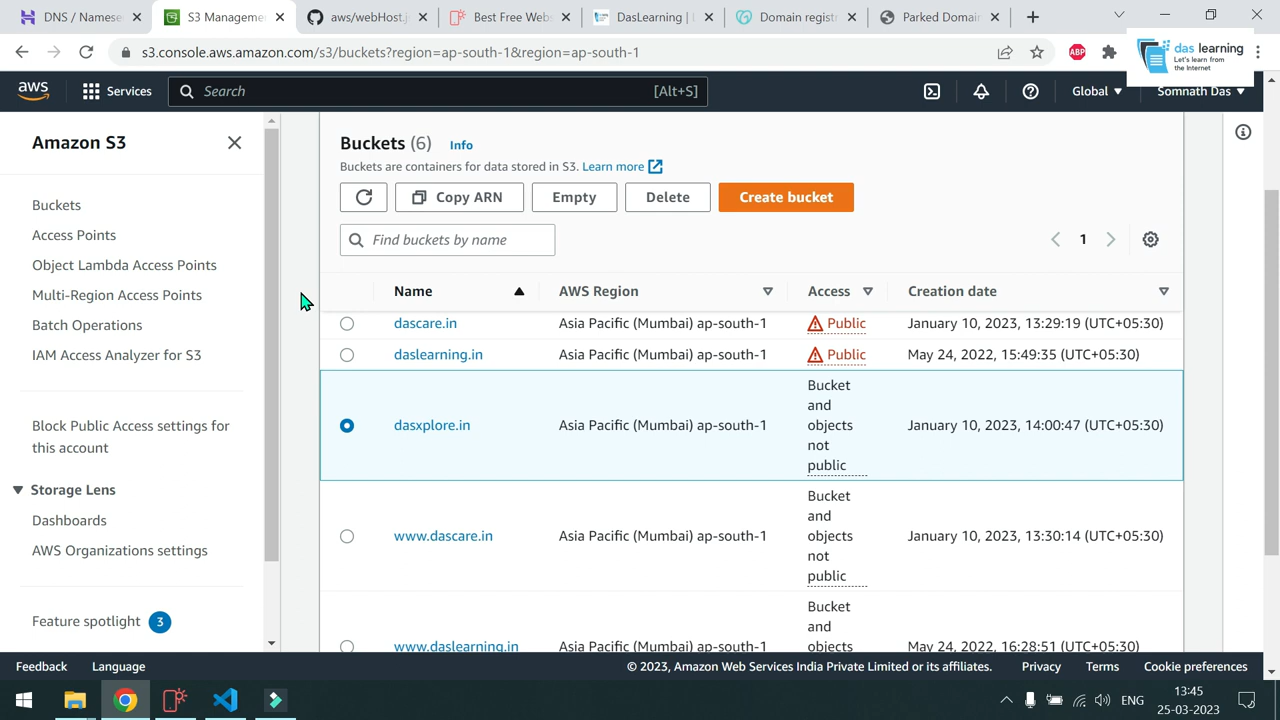 DNS / Namese
S3 Manageme
aws/webHost.j
Best Free Webs
DasLearning |
Domain regist
Parked Domain
s3.console.aws.amazon.com/s3/buckets?region=ap-south-1&region=ap-south-1
ABP
das learning
Let's learn from
the Internet
aws
Services
Search
[Alt+S]
Global
Somnath Das
Amazon S3
Buckets
Access Points
Object Lambda Access Points
Multi-Region Access Points
Batch Operations
IAM Access Analyzer for S3
Block Public Access settings for
this account
Storage Lens
Dashboards
AWS Organizations settings
Feature spotlight 3
Buckets (6) Info
Buckets are containers for data stored in S3. Learn more
Copy ARN
Empty
Delete
Create bucket
Find buckets by name
1
Name
AWS Region
Access
Creation date
dascare.in Asia Pacific (Mumbai) ap-south-1 Public January 10, 2023, 13:29:19 (UTC+05:30)
daslearning.in Asia Pacific (Mumbai) ap-south-1 Public May 24, 2022, 15:49:35 (UTC+05:30)
dasxplore.in Asia Pacific (Mumbai) ap-south-1
Bucket
and
objects
not
public
January 10, 2023, 14:00:47 (UTC+05:30)
www.dascare.in Asia Pacific (Mumbai) ap-south-1
Bucket
and
objects
not
public
January 10, 2023, 13:30:14 (UTC+05:30)
www.daslearning.in Asia Pacific (Mumbai) ap-south-1
Bucket
and
objects
May 24, 2022, 16:28:51 (UTC+05:30)
Feedback
Language
© 2023, Amazon Web Services India Private Limited or its affiliates.
Privacy
Terms
Cookie preferences
ENG
13:45
25-03-2023